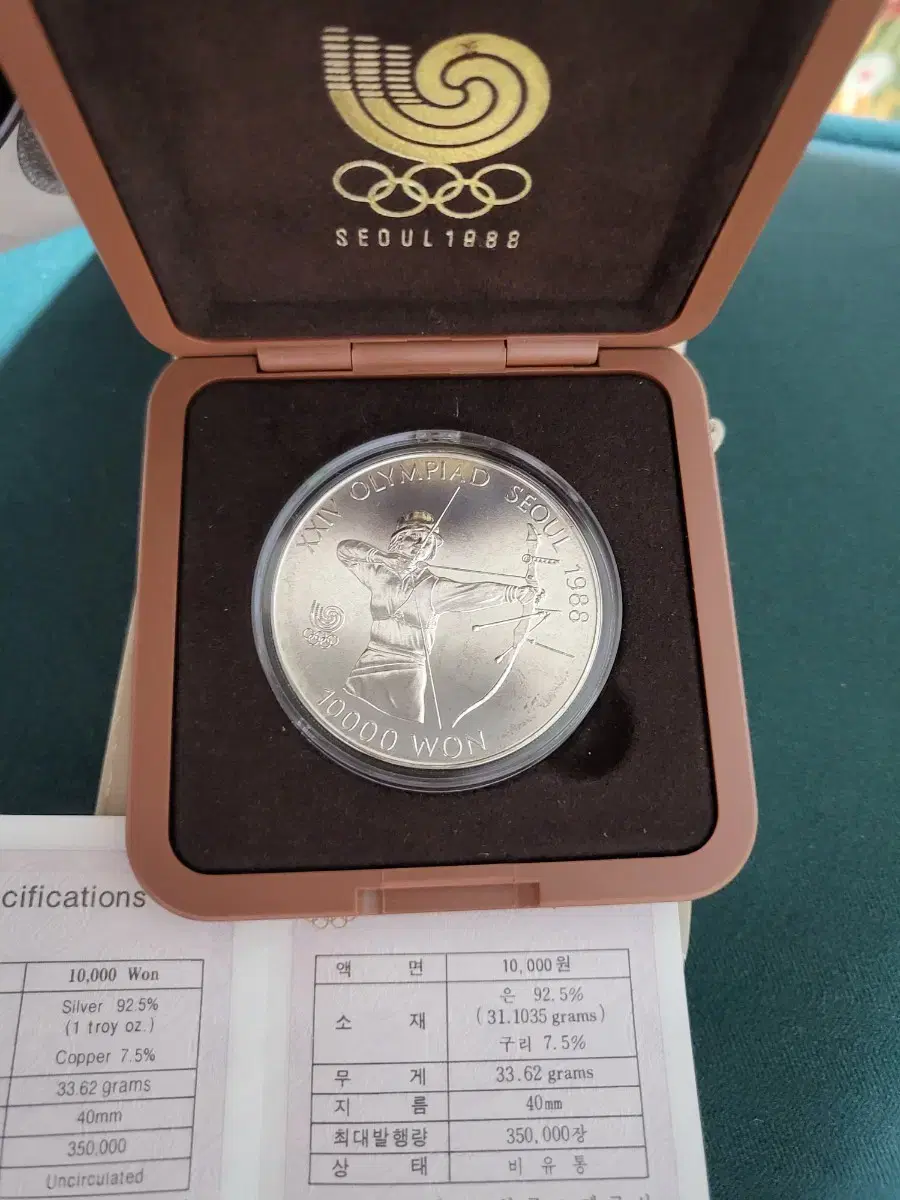 SEOUL 1988
XXIV OLYMPIAD SEOUL 1988
10000 WON
cifications
10,000 Won
Silver 92.5%
(1 troy oz.)
Copper 7.5%
33.62 grams
40mm
350,000
Uncirculated
액 면 10,000원
소 재 은 92.5%
(31.1035 grams)
구리 7.5%
무 게 33.62 grams
지 름 40mm
최대발행량 350,000장
상 태 비 유 통